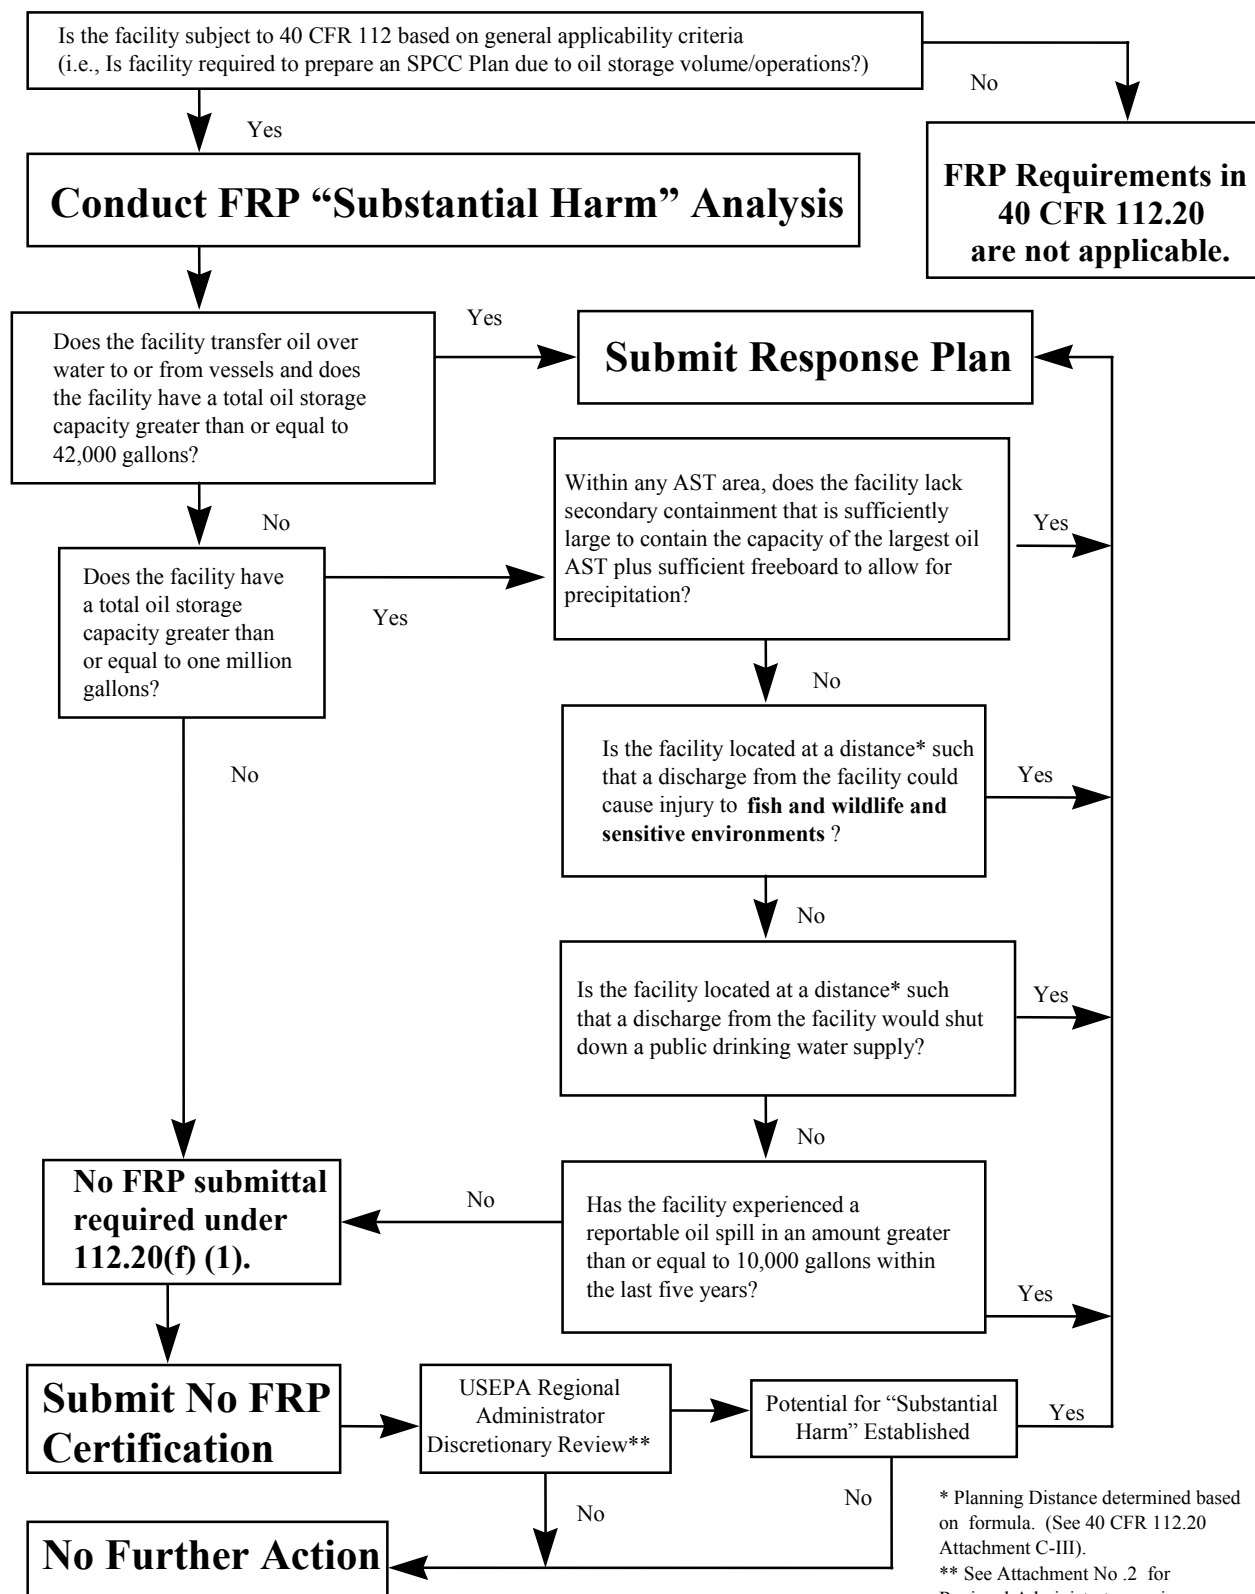 Is the facility subject to 40 CFR 112 based on general applicability criteria
(i.e., Is facility required to prepare an SPCC Plan due to oil storage volume/operations?)
No
Yes
FRP Requirements in
40 CFR 112.20
are not applicable.
Conduct FRP “Substantial Harm” Analysis
Does the facility transfer oil over
water to or from vessels and does
the facility have a total oil storage
capacity greater than or equal to
42,000 gallons?
Yes
Submit Response Plan
No
Within any AST area, does the facility lack
secondary containment that is sufficiently
large to contain the capacity of the largest oil
AST plus sufficient freeboard to allow for
precipitation?
Yes
Does the facility have
a total oil storage
capacity greater than
or equal to one million
gallons?
Yes
No
No
Is the facility located at a distance* such
that a discharge from the facility could
cause injury to fish and wildlife and
sensitive environments ?
Yes
No
Is the facility located at a distance* such
that a discharge from the facility would shut
down a public drinking water supply?
Yes
No
Has the facility experienced a
reportable oil spill in an amount greater
than or equal to 10,000 gallons within
the last five years?
No
Yes
No FRP submittal
required under
112.20(f) (1).
Submit No FRP
Certification
USEPA Regional
Administrator
Discretionary Review**
Potential for “Substantial
Harm” Established
Yes
No
No
No Further Action
* Planning Distance determined based
on formula. (See 40 CFR 112.20
Attachment C-III).
** See Attachment No .2 for